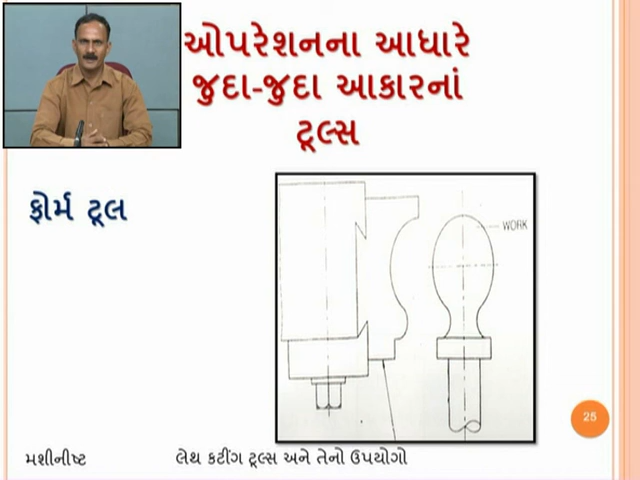 ઓપરેશનના આધારે
જુદા-જુદા આકારનાં
ટૂલ્સ
ફોર્મ ટૂલ
WORK
25
મશીનીષ્ટ
લેથ કટીંગ ટૂલ્સ અને તેનો ઉપયોગો